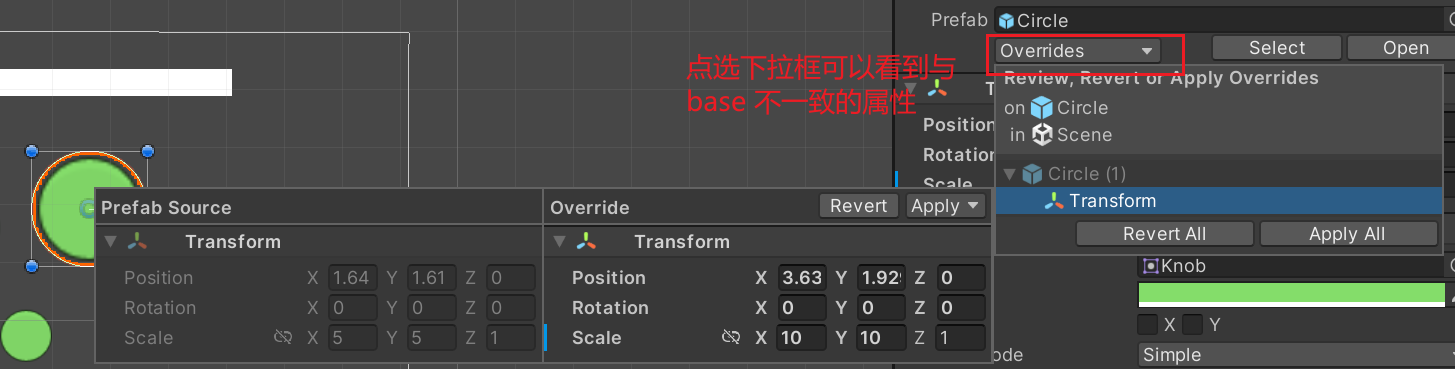 Prefab Circle
Overrides Select Open
点选下拉框可以看到与
base 不一致的属性
Review, Revert or Apply Overrides
on Circle
in Scene
Position
Rotation
Scale
Circle (1)
Transform
Revert All Apply All
Prefab Source
Transform
Position X 1.64 Y 1.61 Z 0
Rotation X 0 Y 0 Z 0
Scale X 5 Y 5 Z 1
Override Revert Apply
Transform
Position X 3.63 Y 1.929 Z 0
Rotation X 0 Y 0 Z 0
Scale X 10 Y 10 Z 1
Knob
X Y
Simple